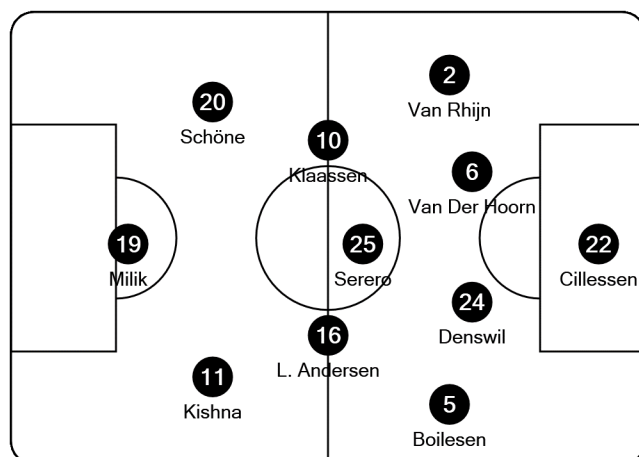 2
Van Rhijn
20
Schöne
10
Klaassen
6
Van Der Hoorn
19
Milik
25
Serero
22
Cillessen
24
Denswil
16
L. Andersen
11
Kishna
5
Boilesen